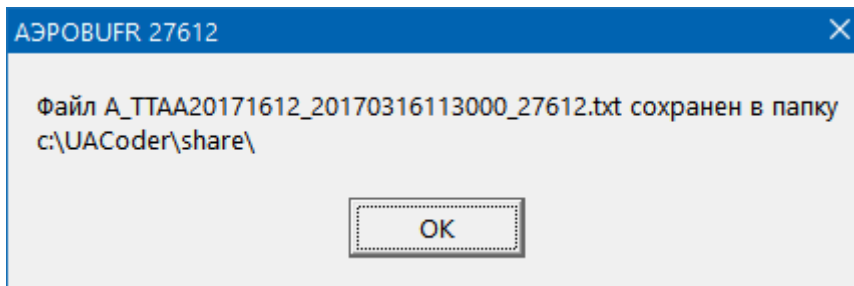 АЭРОBUFR 27612
Файл A_TTAA20171612_20170316113000_27612.txt сохранен в папку
c:\UACoder\share\
OK